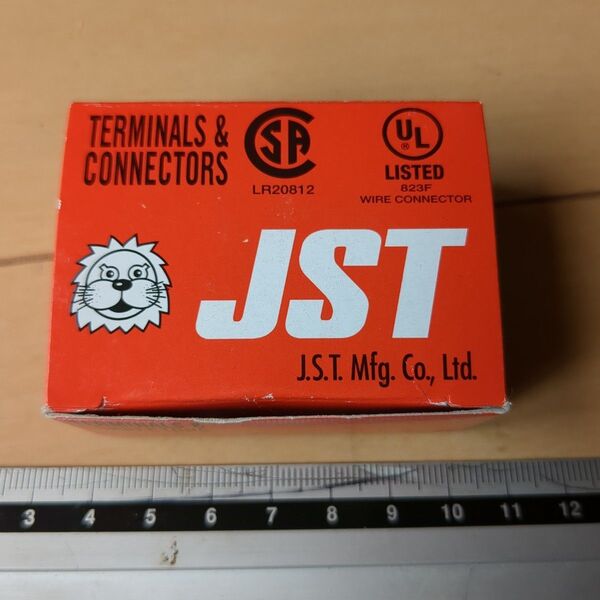 TERMINALS &
CONNECTORS
CSA
LR20812
UL
®
LISTED
823F
WIRE CONNECTOR
JST
J.S.T. Mfg. Co., Ltd.
3 4 5 6 7 8 9 10 11 12